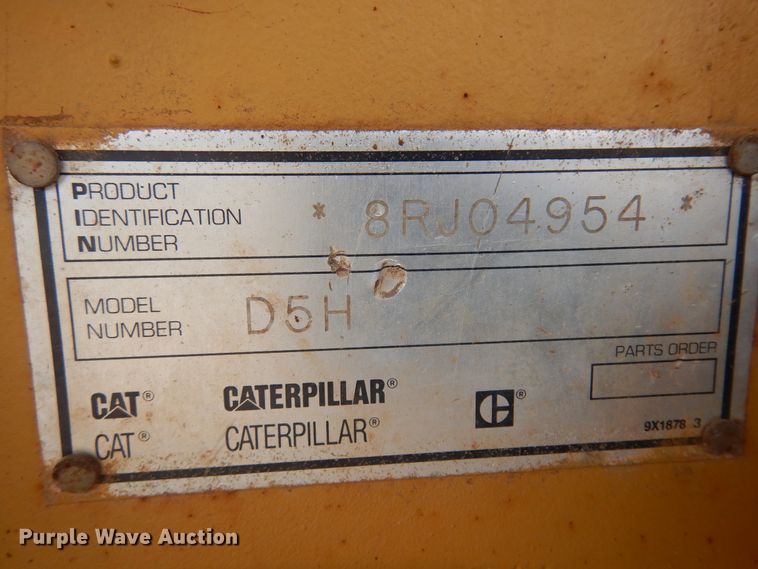 PRODUCT
IDENTIFICATION
NUMBER
* 8RJ04954 *
MODEL
NUMBER
D5H
PARTS ORDER
CAT® CATERPILLAR® C®
CAT® CATERPILLAR®
9X1878 3
Purple Wave Auction®